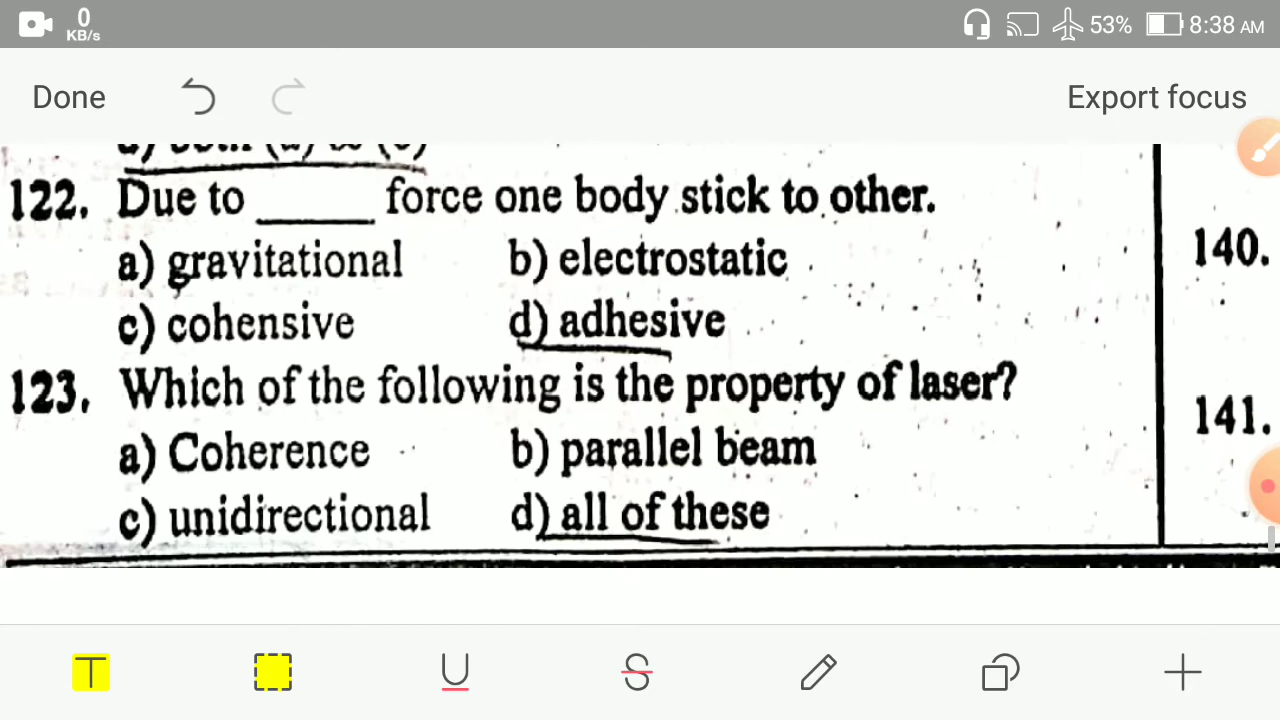 0
KB/s
53%
8:38 AM
Done
Export focus
122. Due to ______ force one body stick to other.
a) gravitational b) electrostatic
c) cohensive d) adhesive
123. Which of the following is the property of laser?
a) Coherence b) parallel beam
c) unidirectional d) all of these
140.
141.
T
U
S